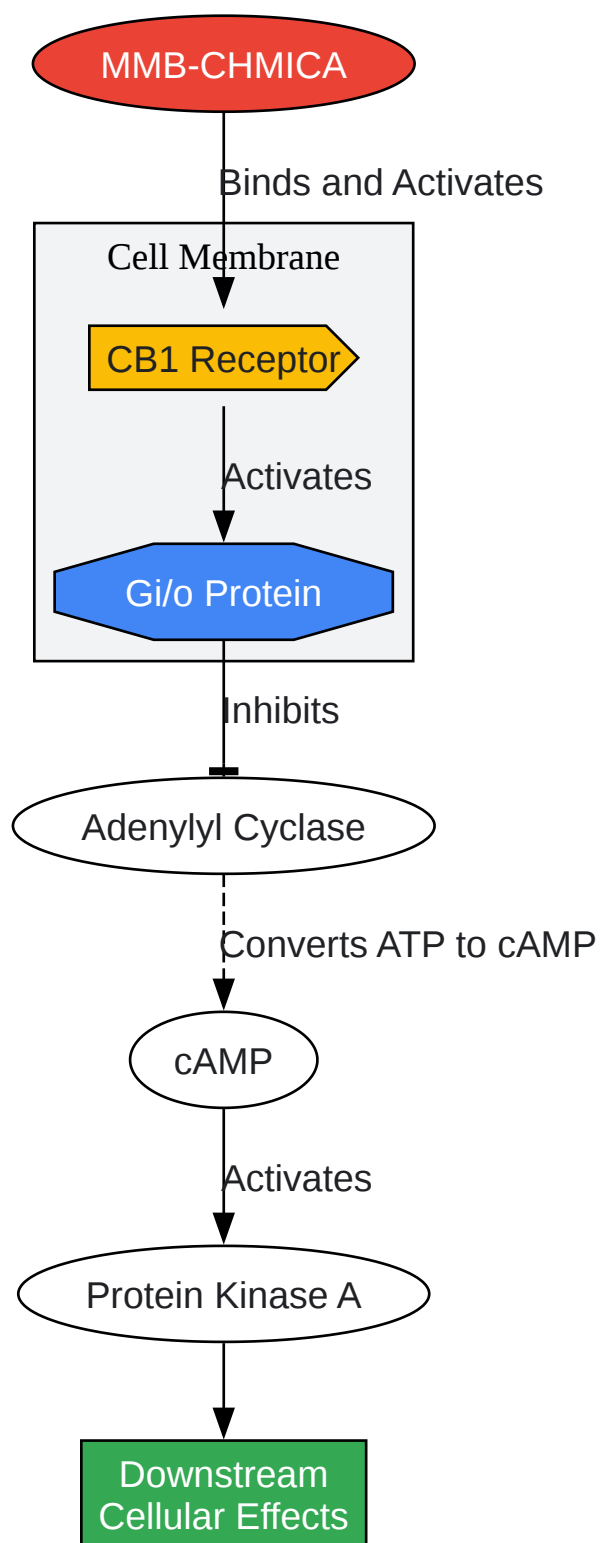 MMB-CHMICA
Binds and Activates
Cell Membrane
CB1 Receptor
Activates
Gi/o Protein
Inhibits
Adenylyl Cyclase
Converts ATP to cAMP
cAMP
Activates
Protein Kinase A
Downstream
Cellular Effects